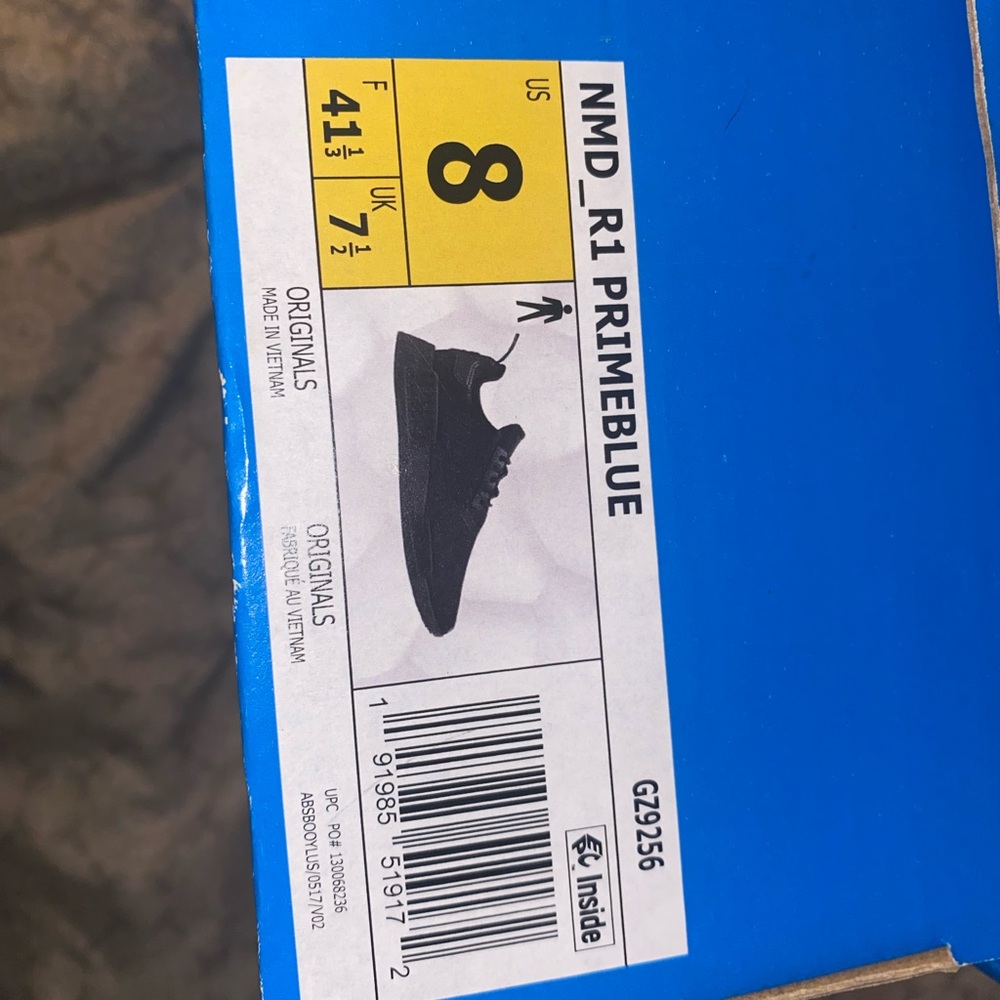 NMD_R1 PRIMEBLUE
GZ9256
US
8
F
41 1/3
UK
7 1/2
EPC Inside
1 91985 51917 2
ORIGINALS
MADE IN VIETNAM
ORIGINALS
FABRIQUÉ AU VIETNAM
UPC PO# 130068236
ABSBOOYLUS/0517/V02